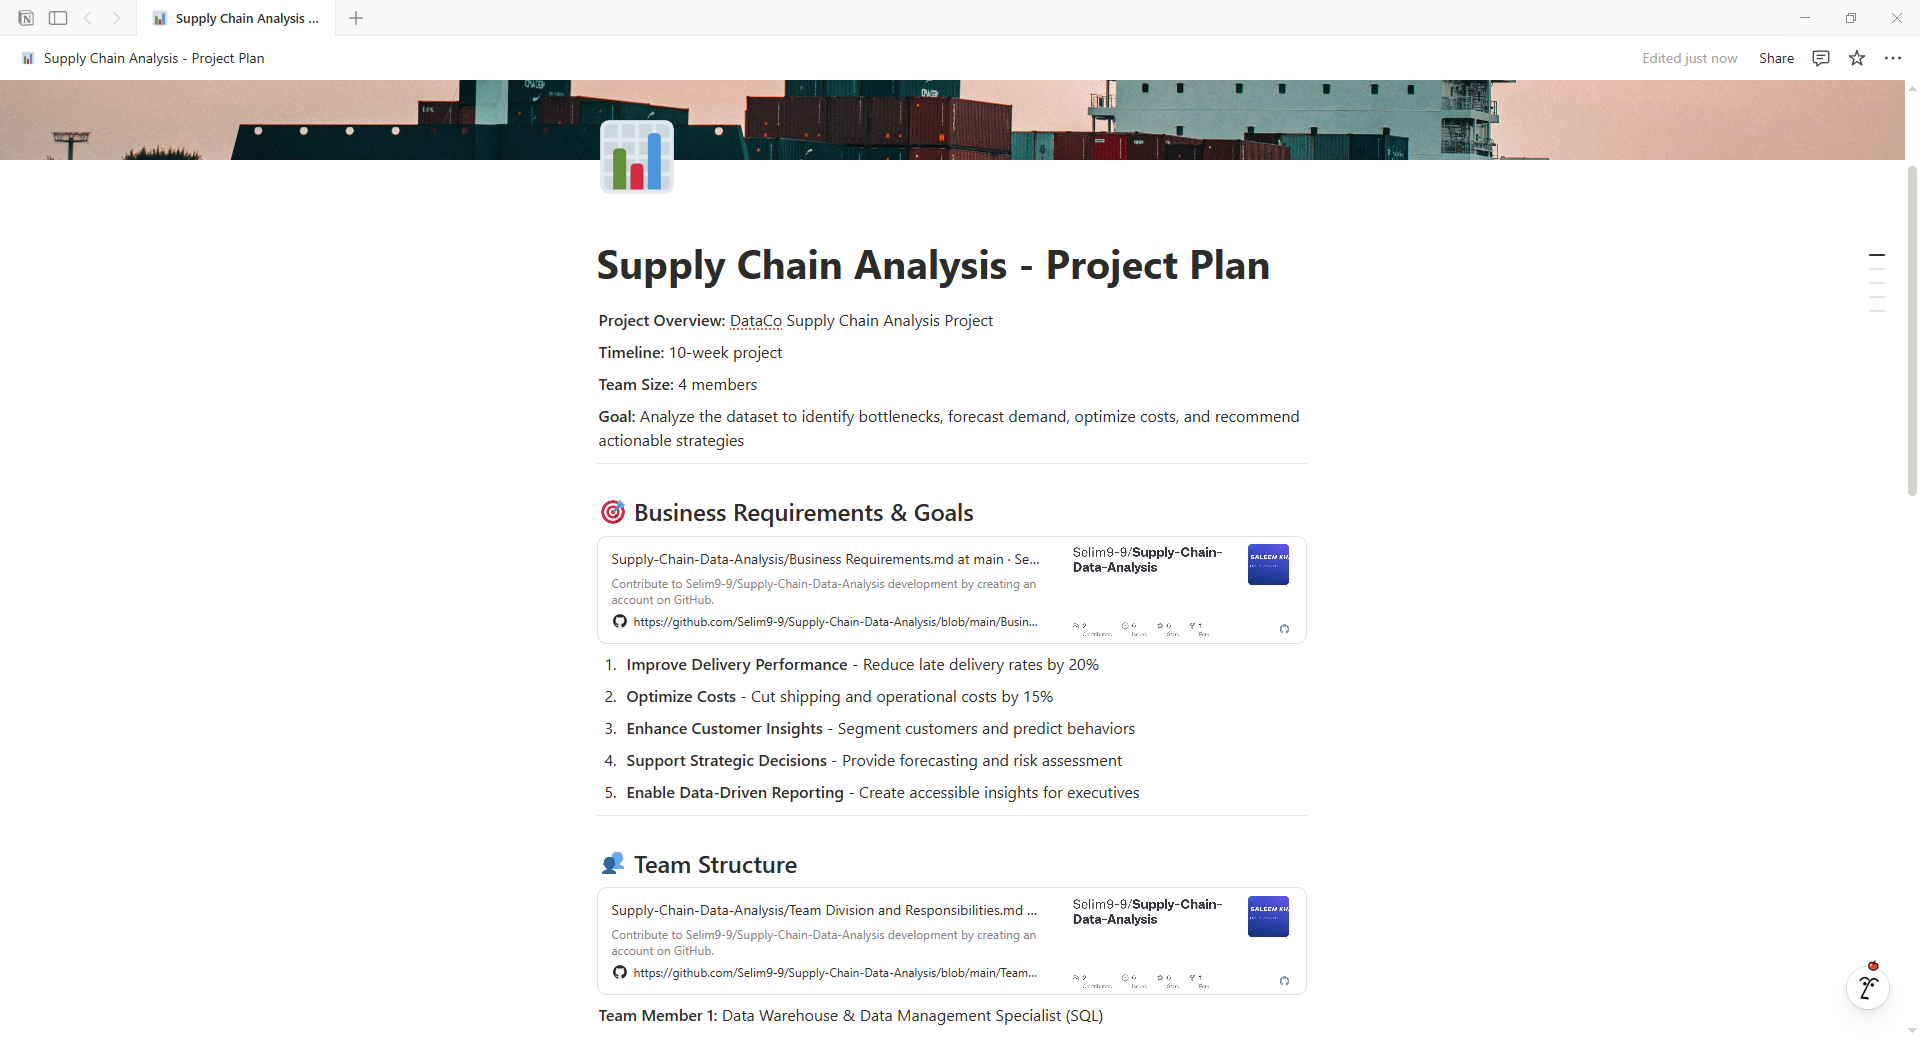 Supply Chain Analysis ...
Supply Chain Analysis - Project Plan
Edited just now
Share
Supply Chain Analysis - Project Plan
Project Overview: DataCo Supply Chain Analysis Project
Timeline: 10-week project
Team Size: 4 members
Goal: Analyze the dataset to identify bottlenecks, forecast demand, optimize costs, and recommend
actionable strategies
Business Requirements & Goals
Supply-Chain-Data-Analysis/Business Requirements.md at main · Se...
Contribute to Selim9-9/Supply-Chain-Data-Analysis development by creating an
account on GitHub.
https://github.com/Selim9-9/Supply-Chain-Data-Analysis/blob/main/Busin...
Selim9-9/Supply-Chain-
Data-Analysis
SALEEM KH
1. Improve Delivery Performance - Reduce late delivery rates by 20%
2. Optimize Costs - Cut shipping and operational costs by 15%
3. Enhance Customer Insights - Segment customers and predict behaviors
4. Support Strategic Decisions - Provide forecasting and risk assessment
5. Enable Data-Driven Reporting - Create accessible insights for executives
Team Structure
Supply-Chain-Data-Analysis/Team Division and Responsibilities.md ...
Contribute to Selim9-9/Supply-Chain-Data-Analysis development by creating an
account on GitHub.
https://github.com/Selim9-9/Supply-Chain-Data-Analysis/blob/main/Team...
Selim9-9/Supply-Chain-
Data-Analysis
SALEEM KH
Team Member 1: Data Warehouse & Data Management Specialist (SQL)